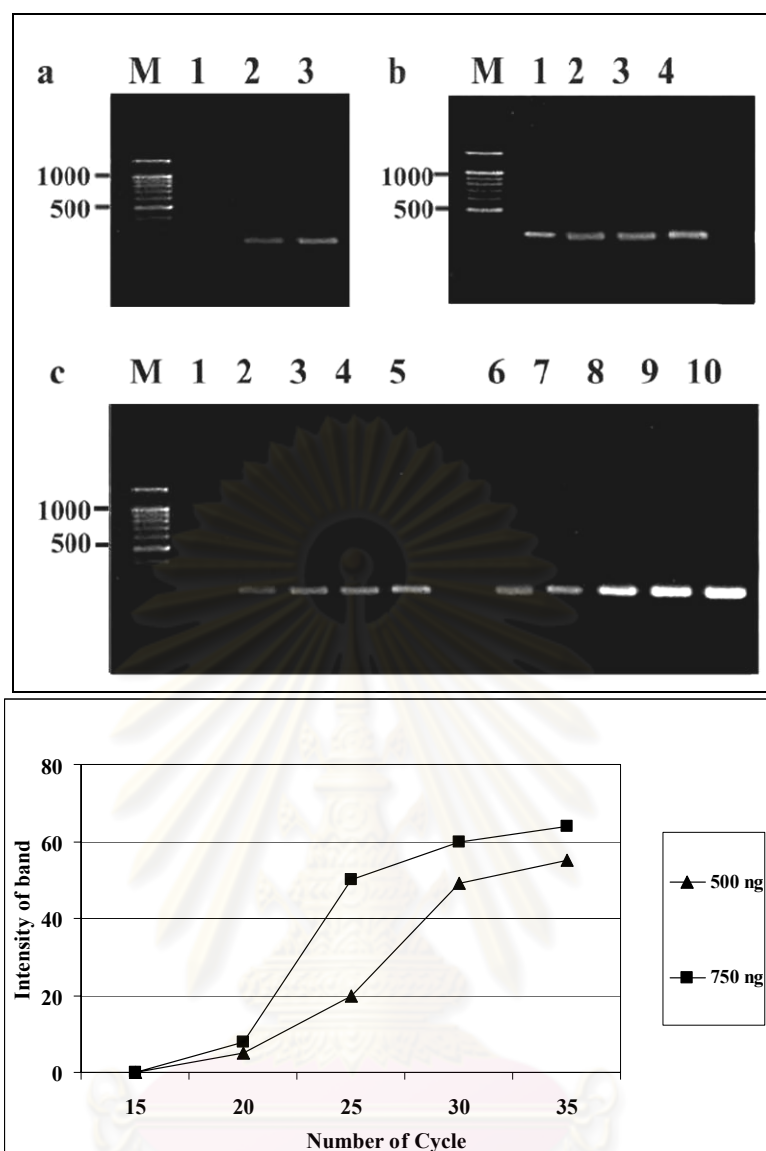 a M 1 2 3
b M 1 2 3 4
1000
500
1000
500
c M 1 2 3 4 5 6 7 8 9 10
1000
500
80
60
40
20
0
Intensity of band
15 20 25 30 35
Number of Cycle
500 ng
750 ng